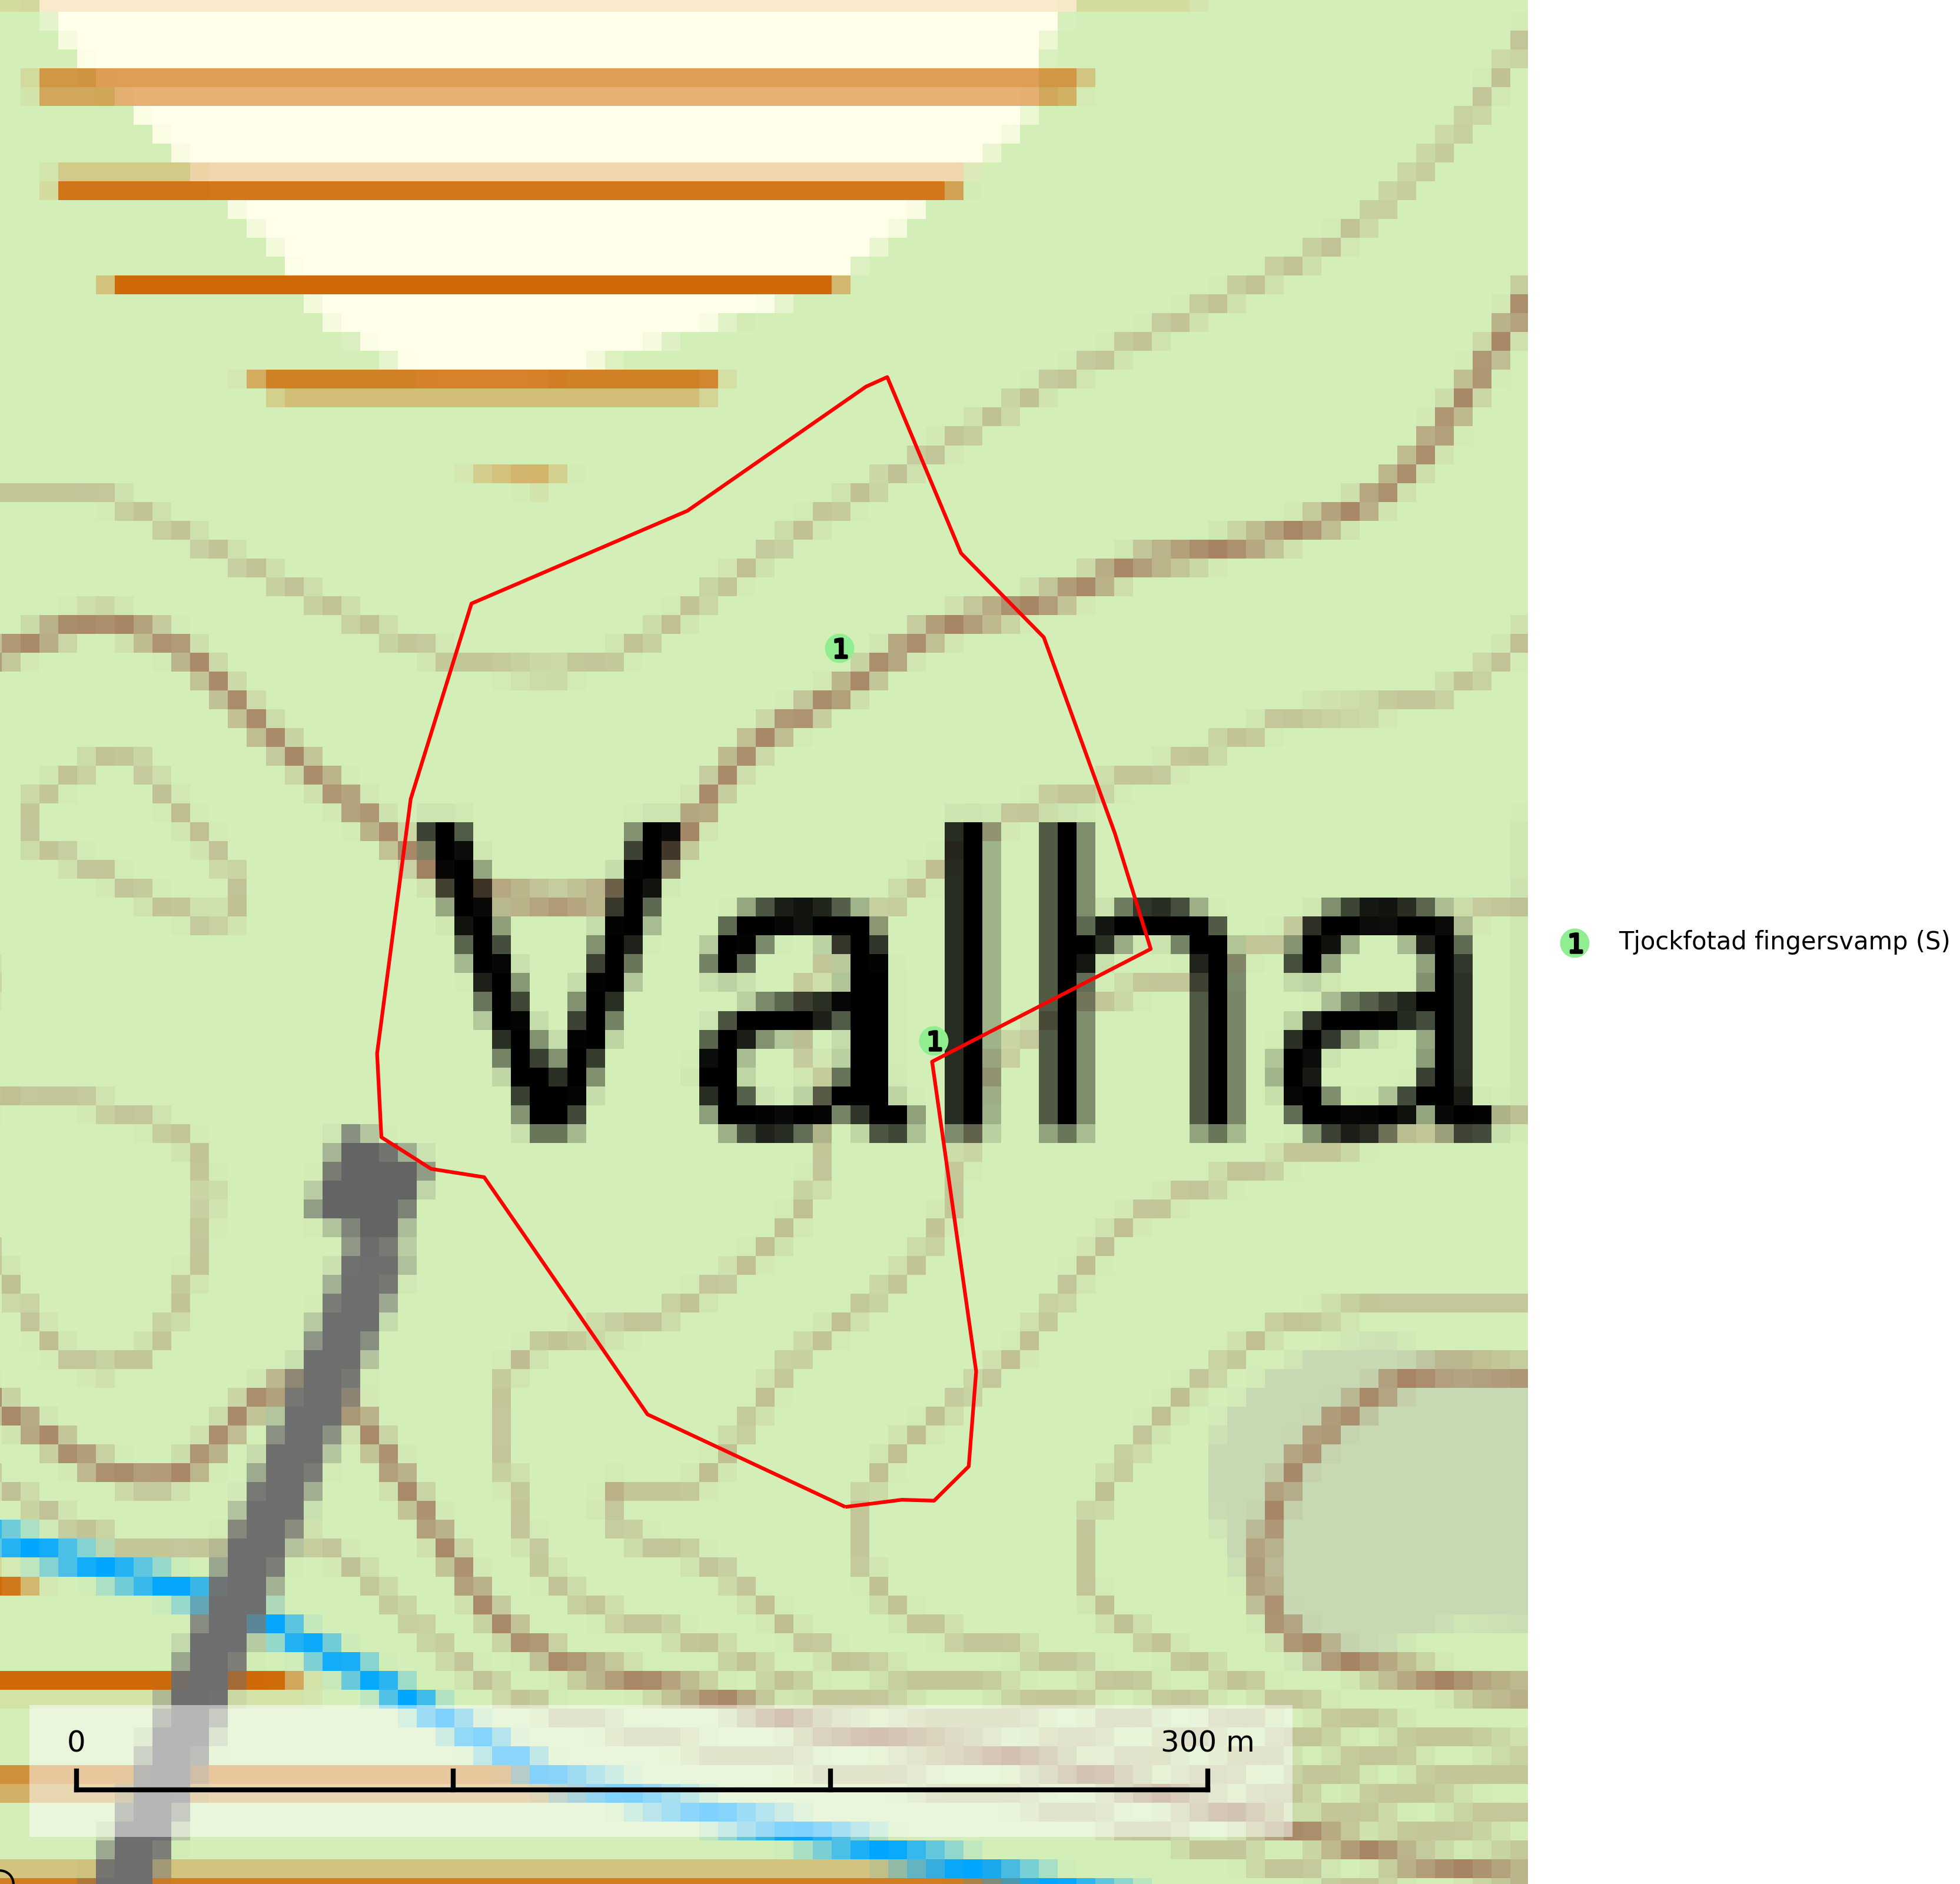 1
Valha
1
1 Tjockfotad fingersvamp (S)
0 300 m